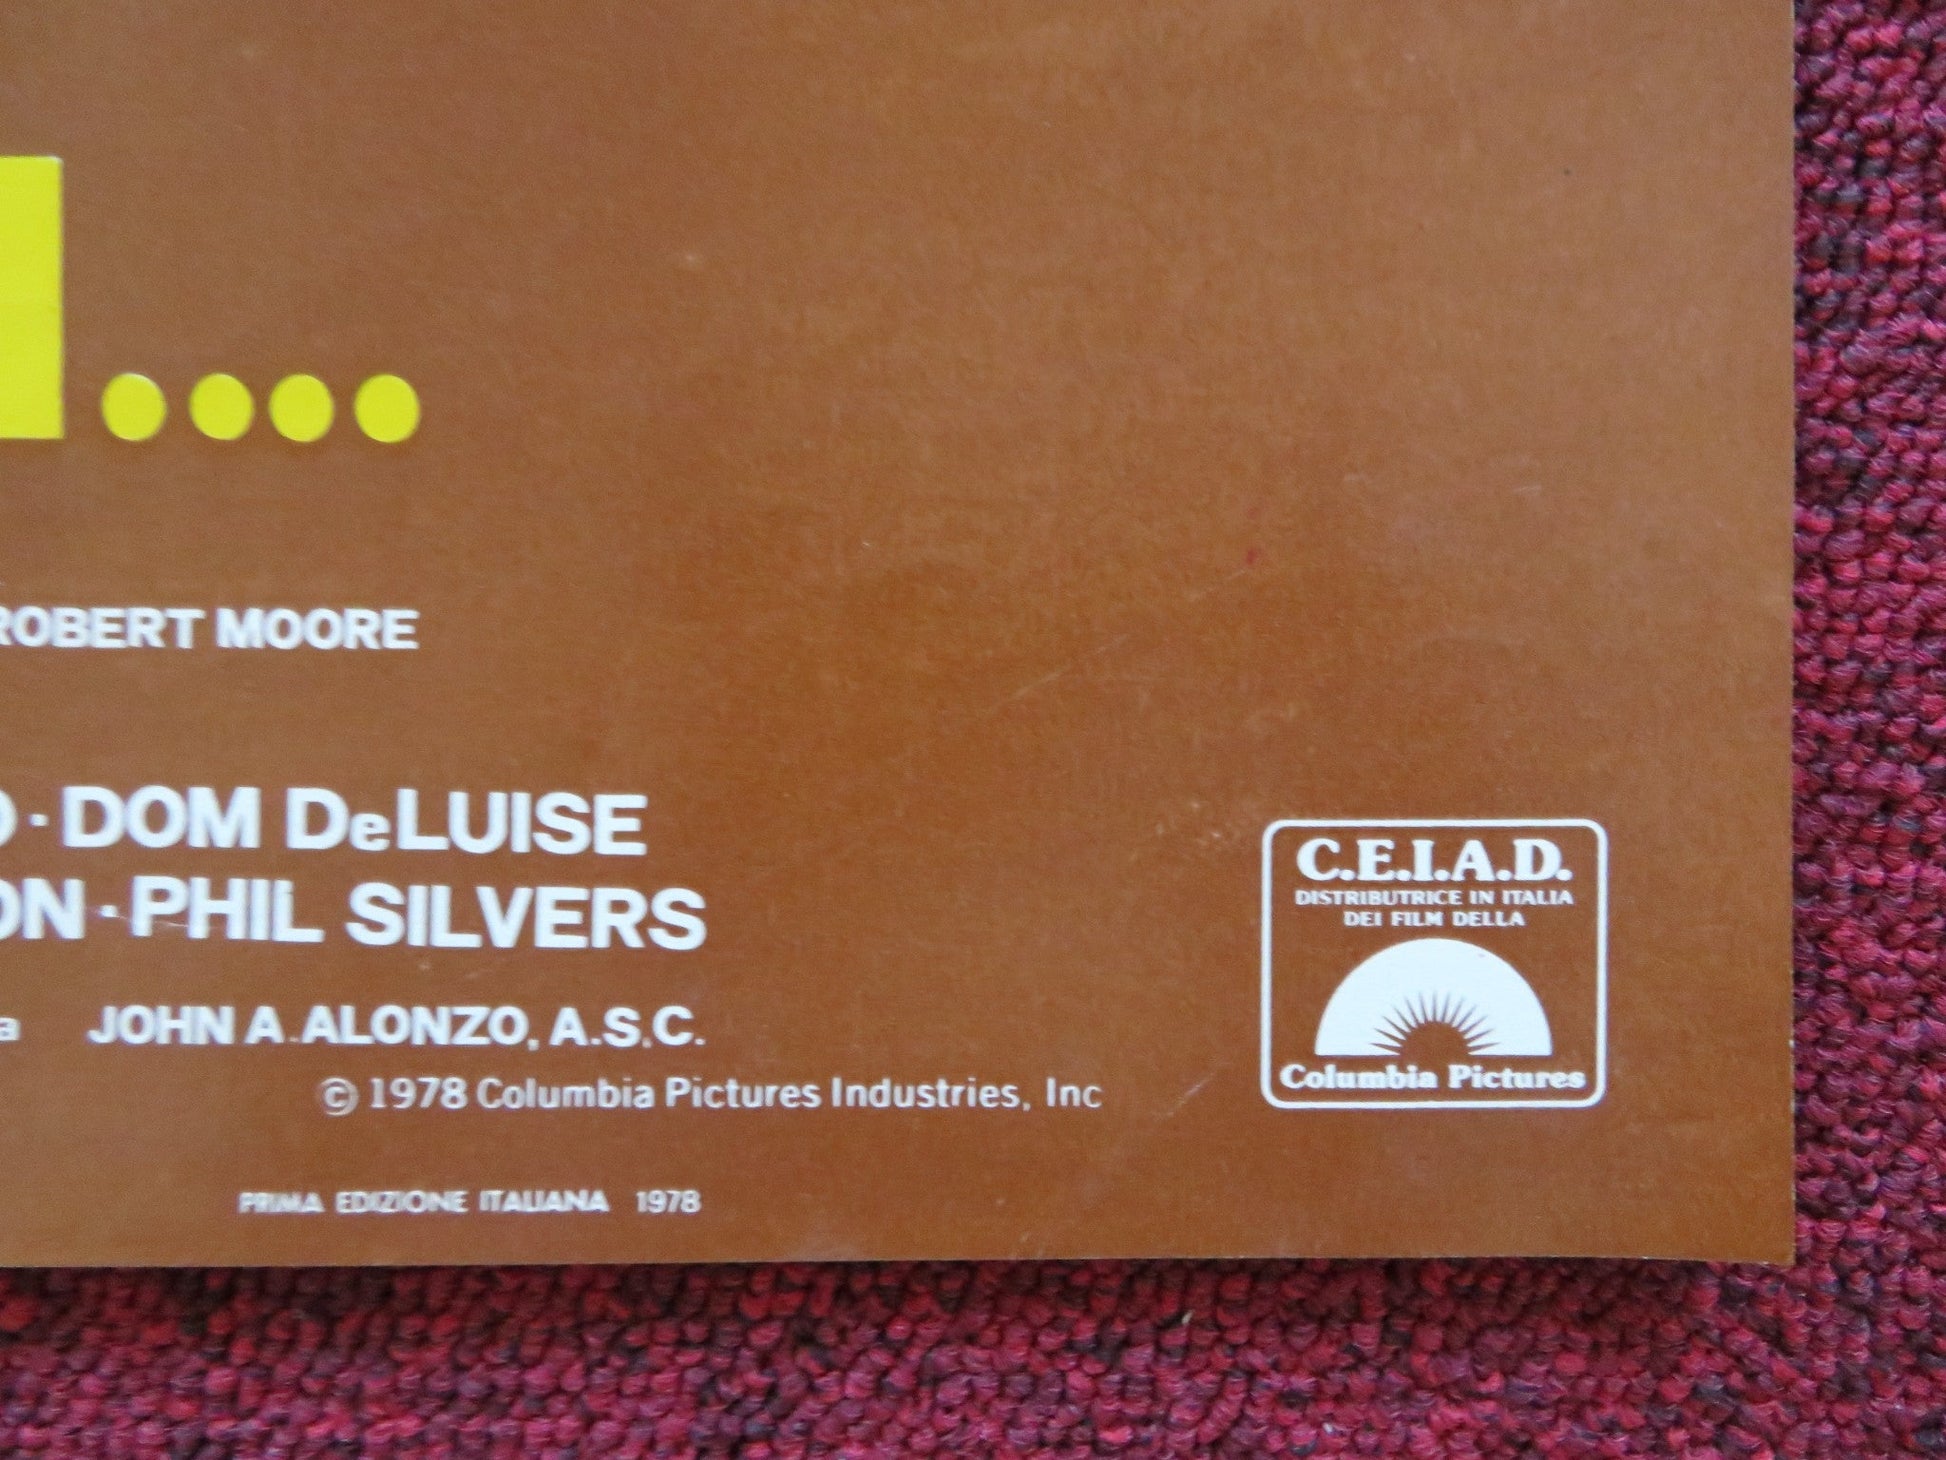 ....
ROBERT MOORE
· DOM DeLUISE
ON · PHIL SILVERS
a JOHN A. ALONZO, A.S.C.
© 1978 Columbia Pictures Industries, Inc
PRIMA EDIZIONE ITALIANA 1978
C.E.I.A.D.
DISTRIBUTRICE IN ITALIA
DEI FILM DELLA
Columbia Pictures